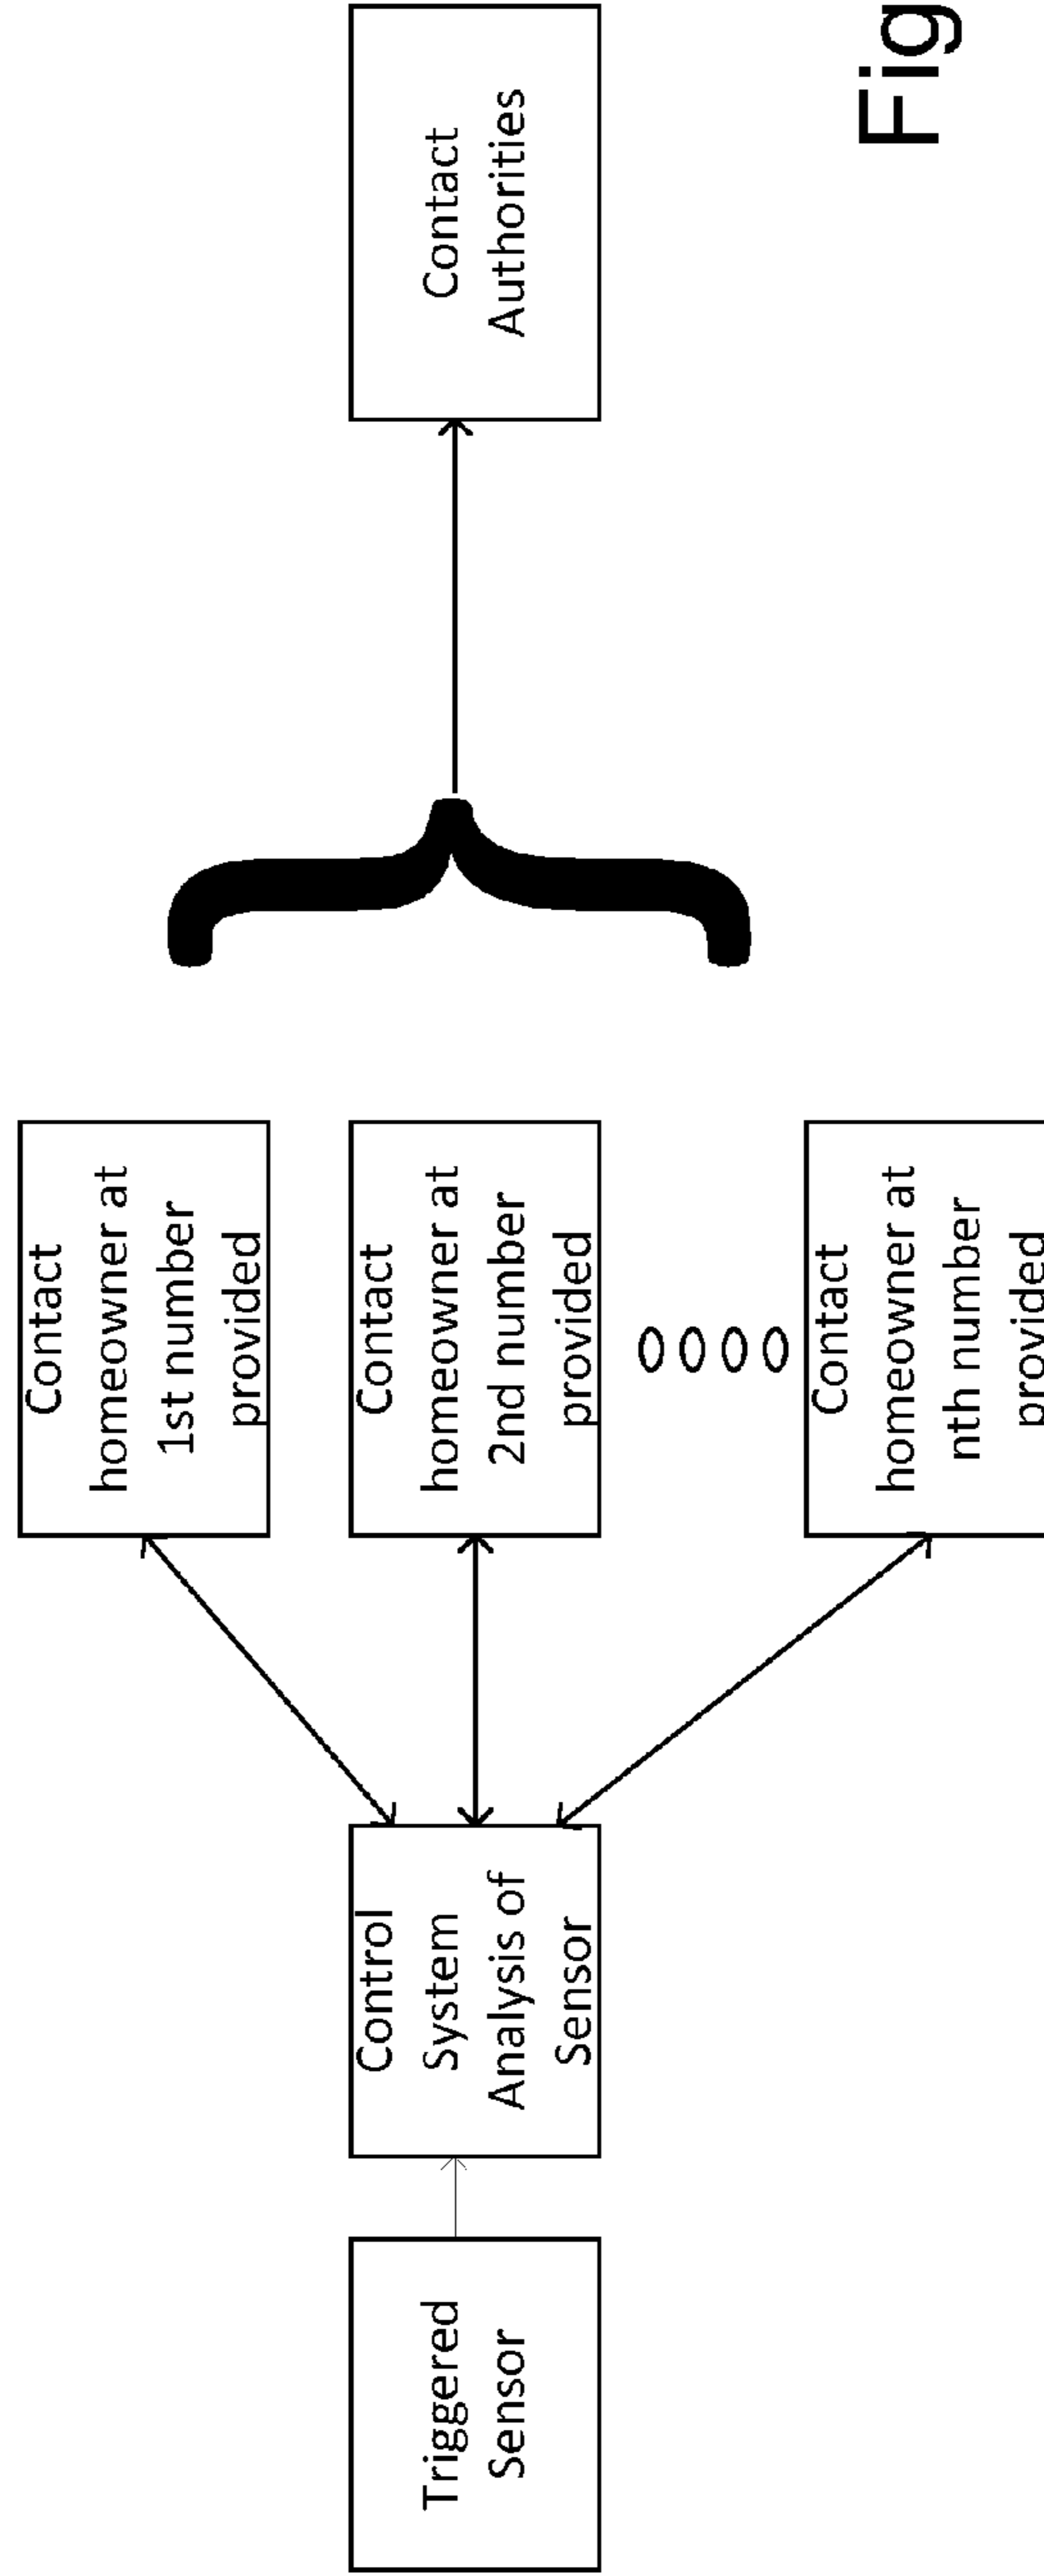 Triggered
Sensor
Control
System
Analysis of
Sensor
Contact
homeowner at
1st number
provided
Contact
homeowner at
2nd number
provided
Contact
homeowner at
nth number
provided
Contact
Authorities
Fig